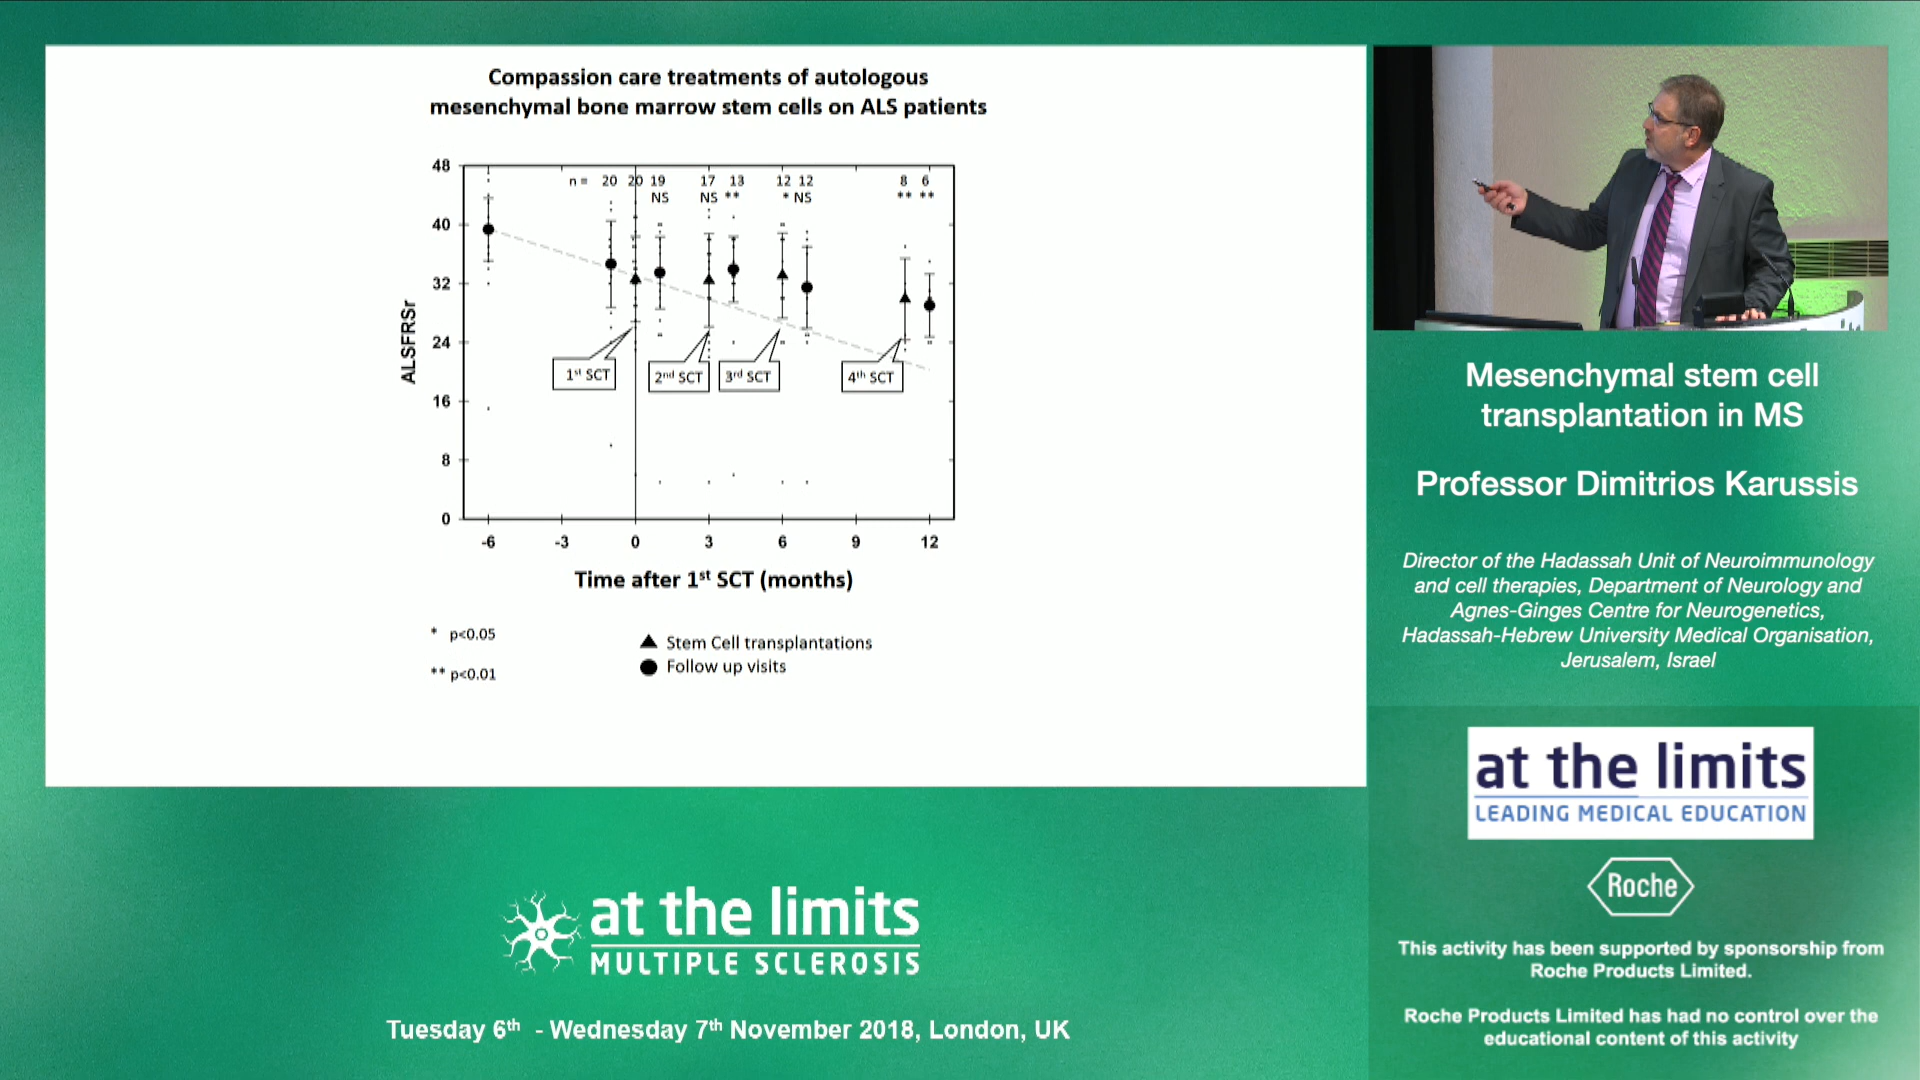 Compassion care treatments of autologous
mesenchymal bone marrow stem cells on ALS patients
48
40
32
24
16
8
0
ALSFRSr
n = 20 20 19 17 13 12 12 8 6
NS NS ** * NS ** **
1st SCT
2nd SCT
3rd SCT
4th SCT
-6 -3 0 3 6 9 12
Time after 1st SCT (months)
* p<0.05
** p<0.01
▲ Stem Cell transplantations
● Follow up visits
Mesenchymal stem cell
transplantation in MS
Professor Dimitrios Karussis
Director of the Hadassah Unit of Neuroimmunology
and cell therapies, Department of Neurology and
Agnes-Ginges Centre for Neurogenetics,
Hadassah-Hebrew University Medical Organisation,
Jerusalem, Israel
at the limits
LEADING MEDICAL EDUCATION
Roche
This activity has been supported by sponsorship from
Roche Products Limited.
Roche Products Limited has had no control over the
educational content of this activity
at the limits
MULTIPLE SCLEROSIS
Tuesday 6th - Wednesday 7th November 2018, London, UK